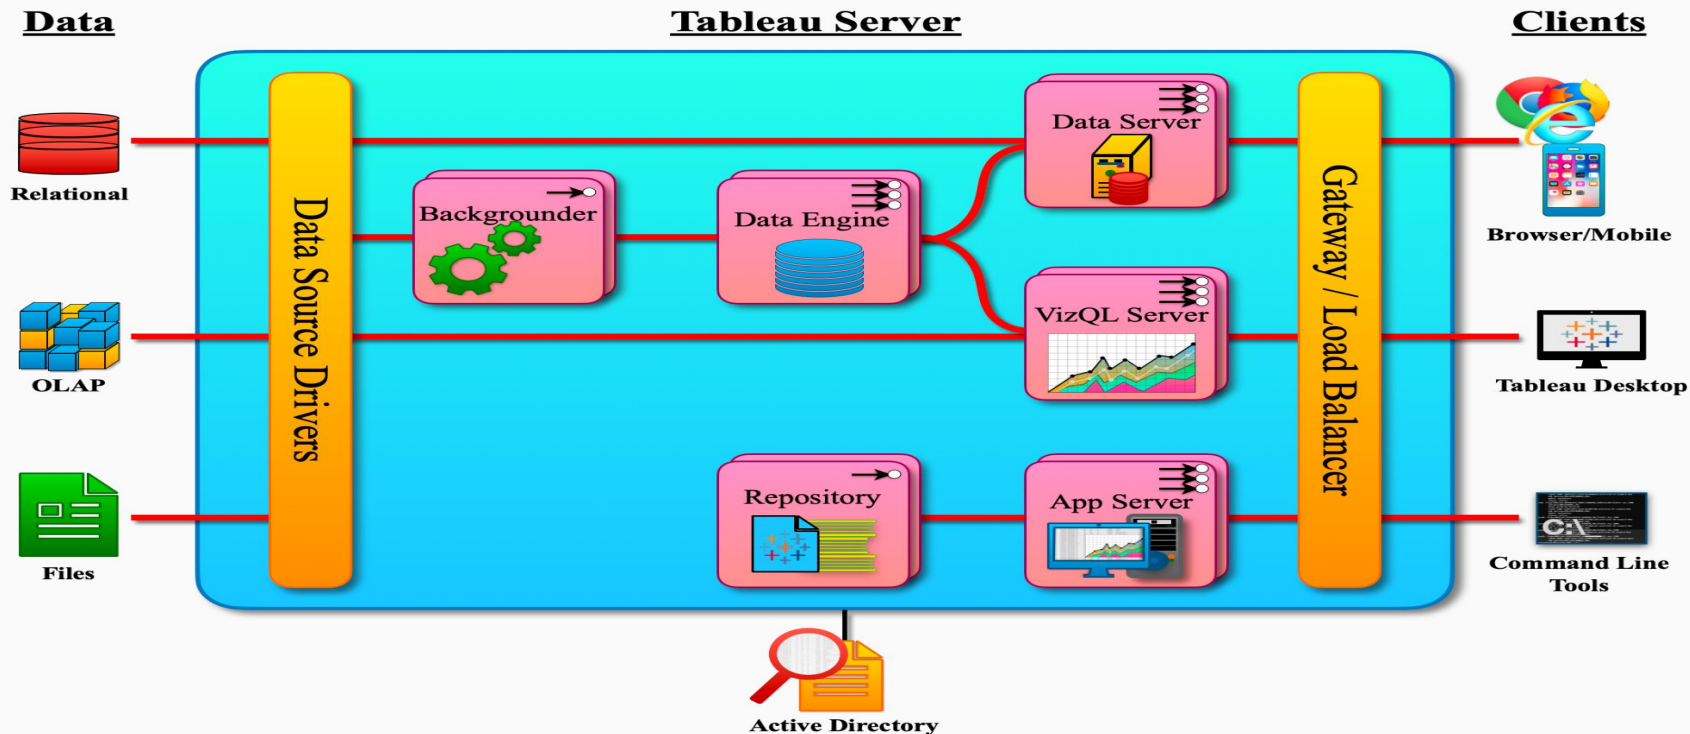 Data
Tableau Server
Clients
Relational
OLAP
Files
Data Source Drivers
Backgrounder
Data Engine
Data Server
VizQL Server
Repository
App Server
Gateway / Load Balancer
Browser/Mobile
Tableau Desktop
C:\
Command Line
Tools
Active Directory